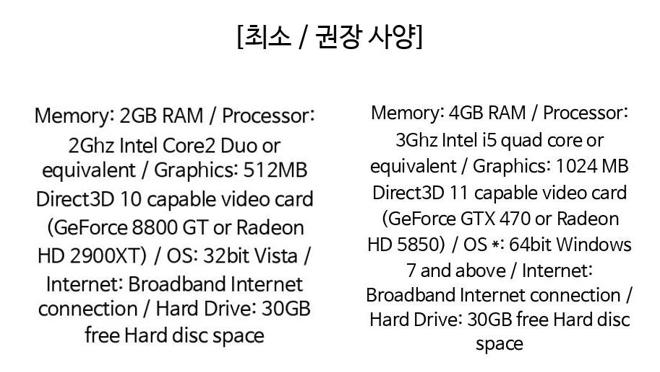 [최소 / 권장 사양]
Memory: 2GB RAM / Processor:
2Ghz Intel Core2 Duo or
equivalent / Graphics: 512MB
Direct3D 10 capable video card
(GeForce 8800 GT or Radeon
HD 2900XT) / OS: 32bit Vista /
Internet: Broadband Internet
connection / Hard Drive: 30GB
free Hard disc space
Memory: 4GB RAM / Processor:
3Ghz Intel i5 quad core or
equivalent / Graphics: 1024 MB
Direct3D 11 capable video card
(GeForce GTX 470 or Radeon
HD 5850) / OS *: 64bit Windows
7 and above / Internet:
Broadband Internet connection /
Hard Drive: 30GB free Hard disc
space